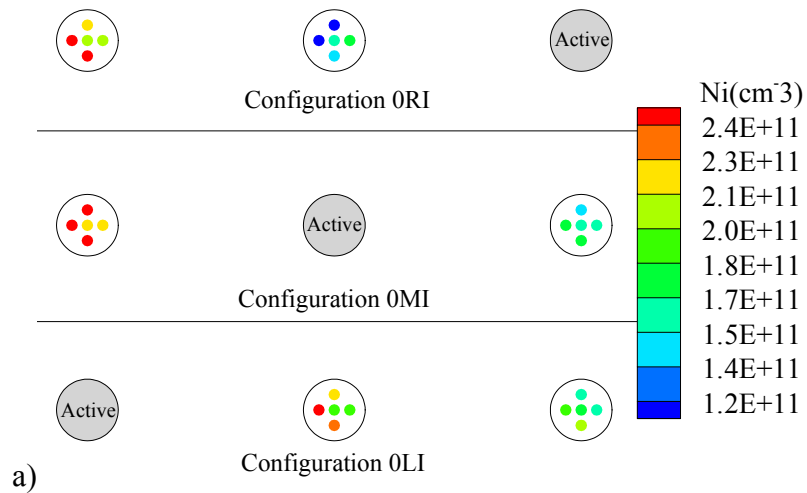 Active
Configuration 0RI
Ni(cm⁻3)
2.4E+11
2.3E+11
2.1E+11
2.0E+11
1.8E+11
1.7E+11
1.5E+11
1.4E+11
1.2E+11
Active
Configuration 0MI
Active
Configuration 0LI
a)